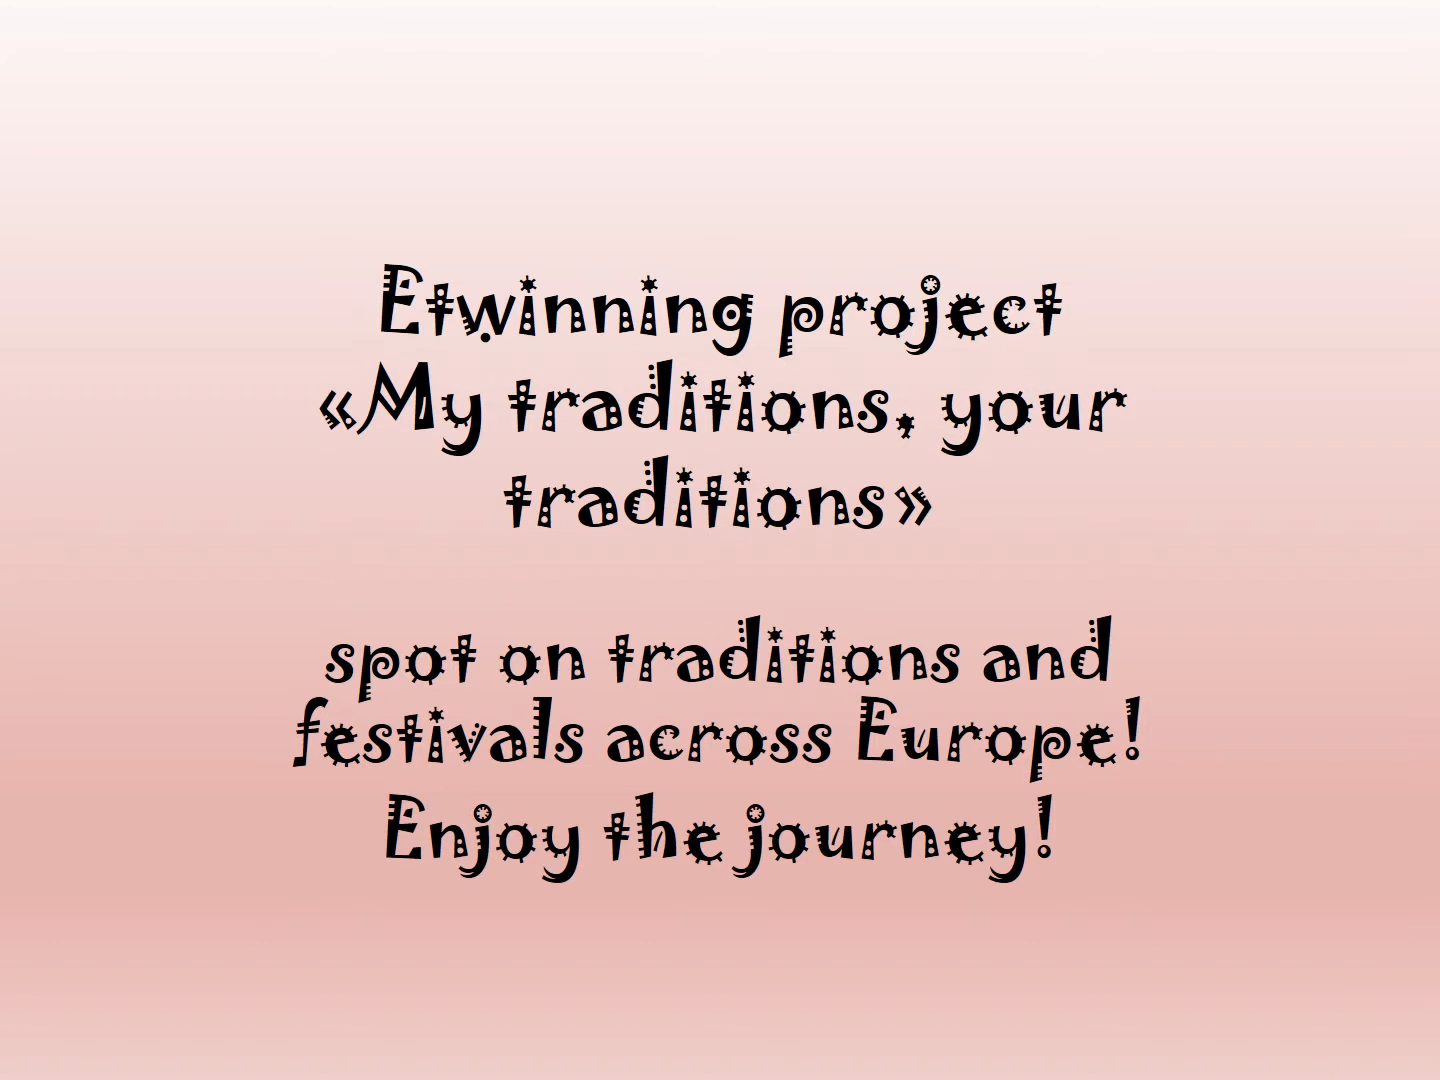 Etwinning project
«My traditions, your
traditions»
spot on traditions and
festivals across Europe!
Enjoy the journey!